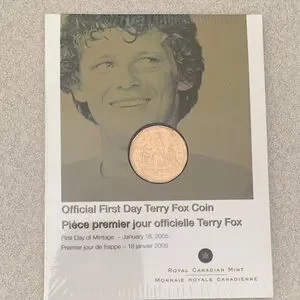 Official First Day Terry Fox Coin
Pièce premier jour officielle Terry Fox
First Day of Mintage – January 18, 2005
Premier jour de frappe – 18 janvier 2005
ROYAL CANADIAN MINT
MONNAIE ROYALE CANADIENNE